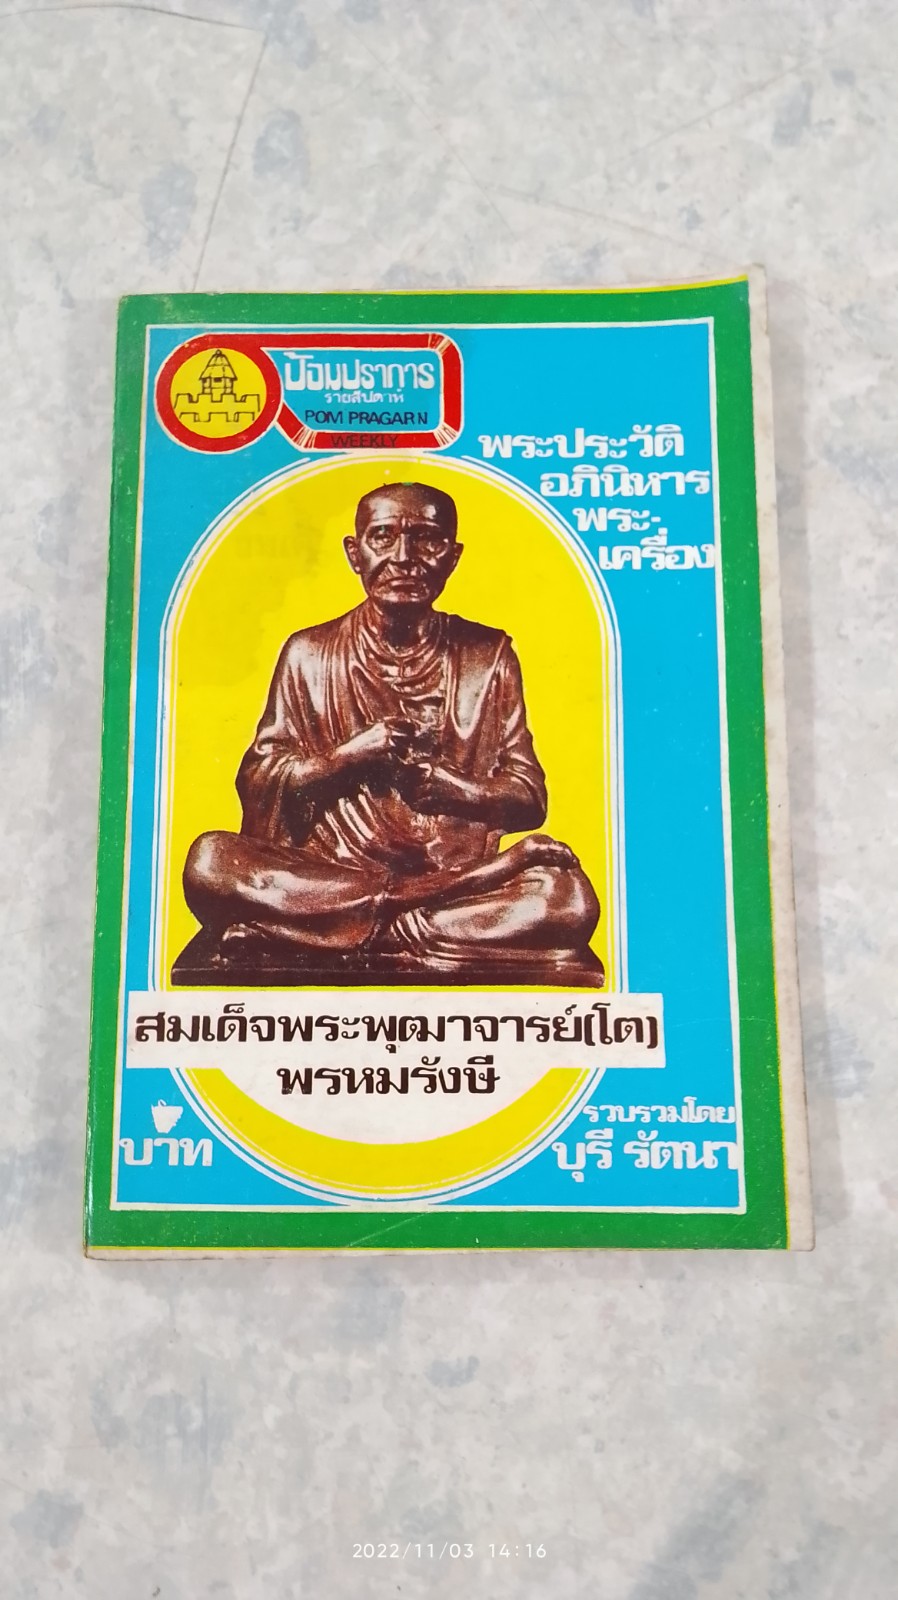 ป้อมปราการ
รายสัปดาห์
POM PRAGARN
WEEKLY
พระประวัติ
อภินิหาร
พระ-
เครื่อง
สมเด็จพระพุฒาจารย์(โต)
พรหมรังษี
บาท
รวบรวมโดย
บุรี รัตนา
2022/11/03 14:16